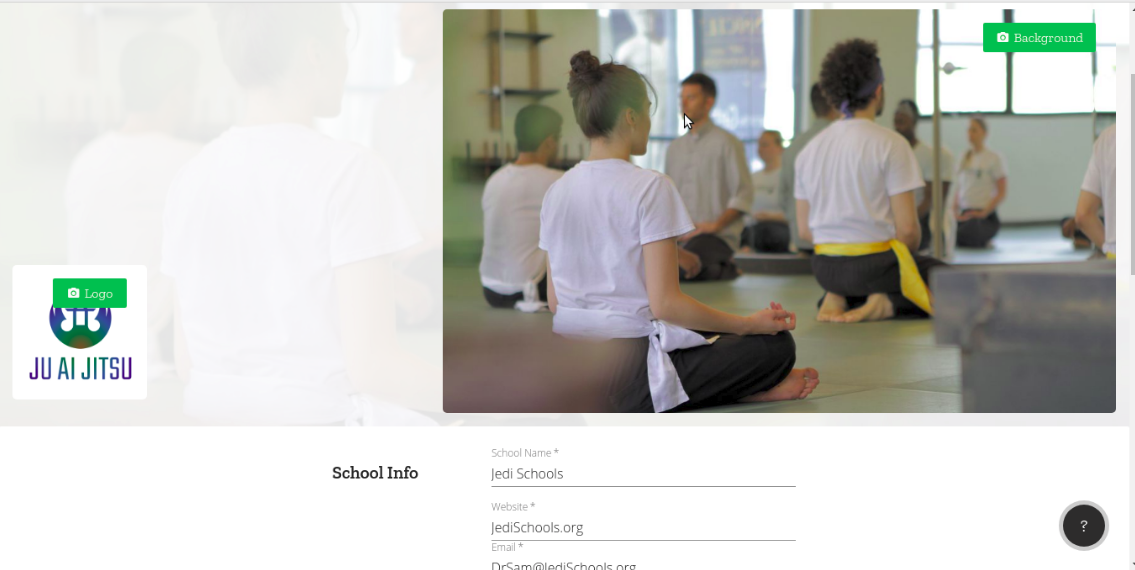 Background
Logo
JU AI JITSU
School Info
School Name *
Jedi Schools
Website *
JediSchools.org
Email *
DrSam@JediSchools.org
?